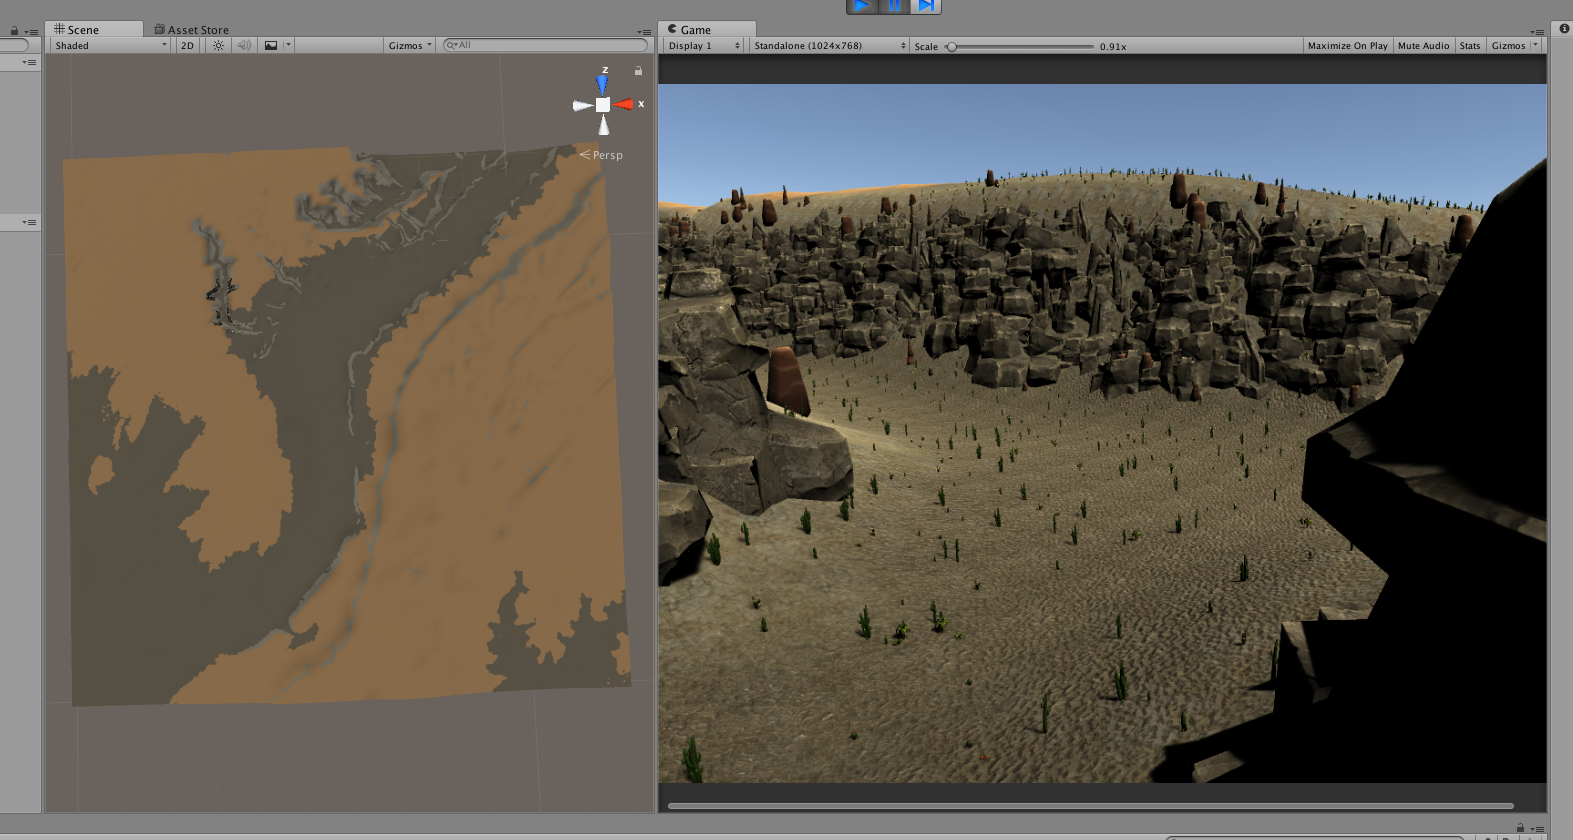 Scene
Asset Store
Shaded
2D
Gizmos
All
z
x
Persp
Game
Display 1
Standalone (1024x768)
Scale
0.91x
Maximize On Play
Mute Audio
Stats
Gizmos